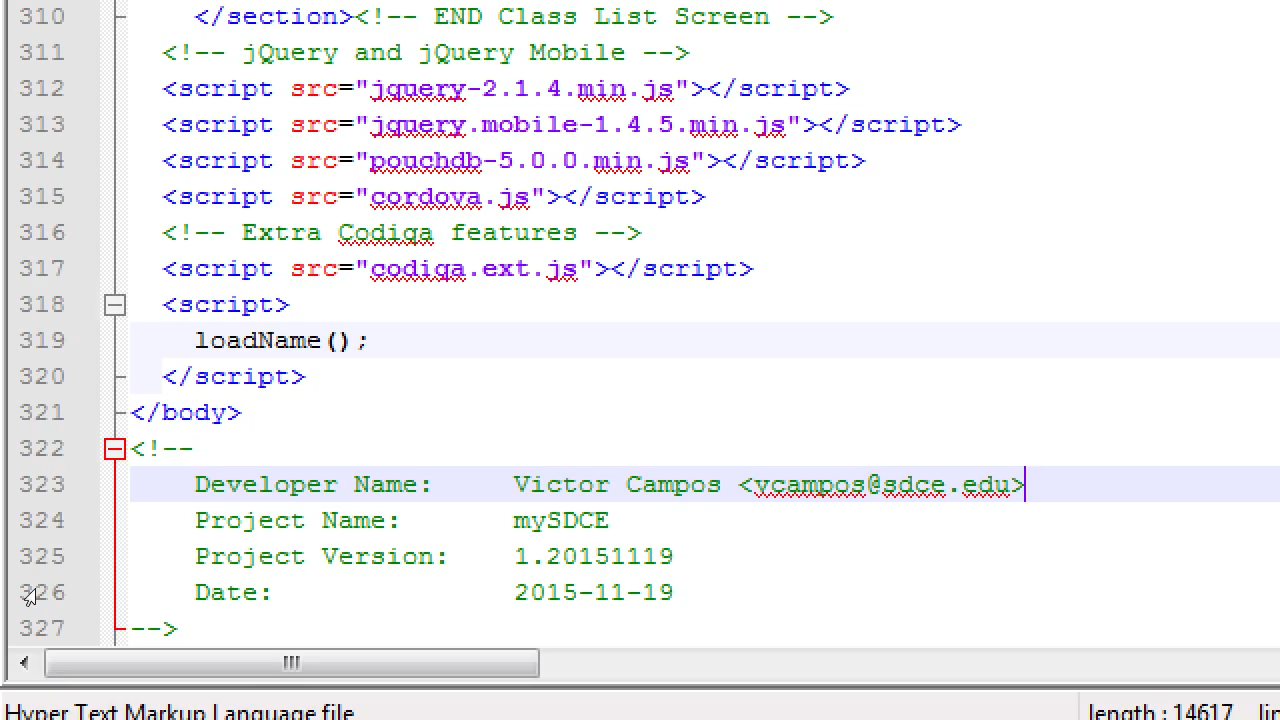 310 </section><!-- END Class List Screen -->
311 <!-- jQuery and jQuery Mobile -->
312 <script src="jquery-2.1.4.min.js"></script>
313 <script src="jquery.mobile-1.4.5.min.js"></script>
314 <script src="pouchdb-5.0.0.min.js"></script>
315 <script src="cordova.js"></script>
316 <!-- Extra Codiqa features -->
317 <script src="codiqa.ext.js"></script>
318 <script>
319 loadName();
320 </script>
321 </body>
322 <!--
323 Developer Name: Victor Campos <vcampos@sdce.edu>
324 Project Name: mySDCE
325 Project Version: 1.20151119
326 Date: 2015-11-19
327 -->
Hyper Text Markup Language file length : 14617